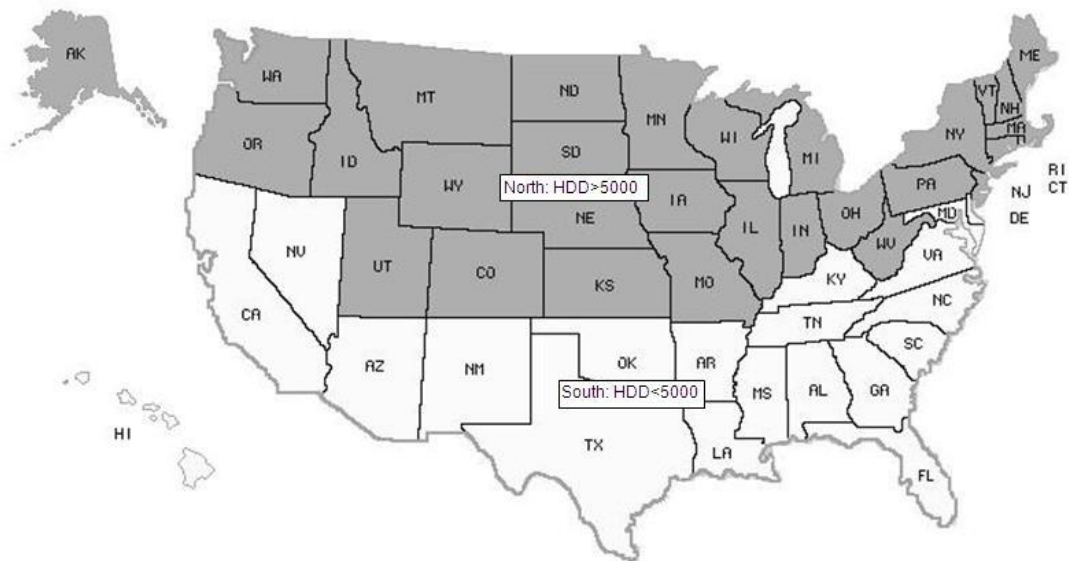 AK
WA
MT
ND
MN
ME
VT
NH
MA
NY
WI
MI
OR
ID
SD
WY
North: HDD>5000
IA
NE
PA
RI
CT
NJ
DE
OH
IL
IN
WV
MD
NV
UT
CO
KS
MO
KY
VA
CA
NC
TN
SC
AZ
NM
OK
AR
South: HDD<5000
MS
AL
GA
HI
TX
LA
FL